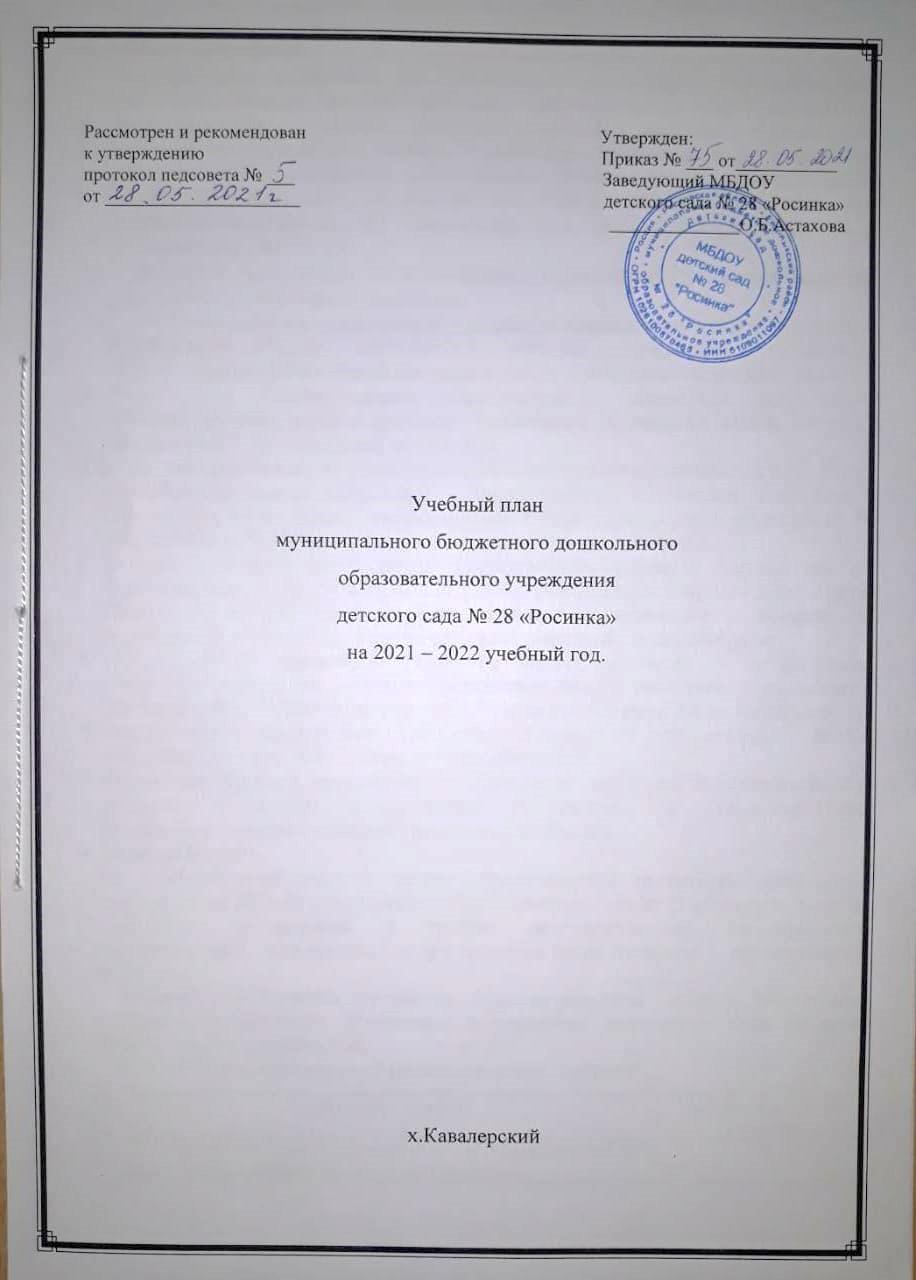 Рассмотрен и рекомендован
к утверждению
протокол педсовета № 5
от 28.05.2021г
Утвержден:
Приказ № 75 от 28.05.2021
Заведующий МБДОУ
детского сада № 28 «Росинка»
О.Б.Астахова
МБДОУ
детский сад
№ 28
"Росинка"
Учебный план
муниципального бюджетного дошкольного
образовательного учреждения
детского сада № 28 «Росинка»
на 2021 – 2022 учебный год.
х.Кавалерский